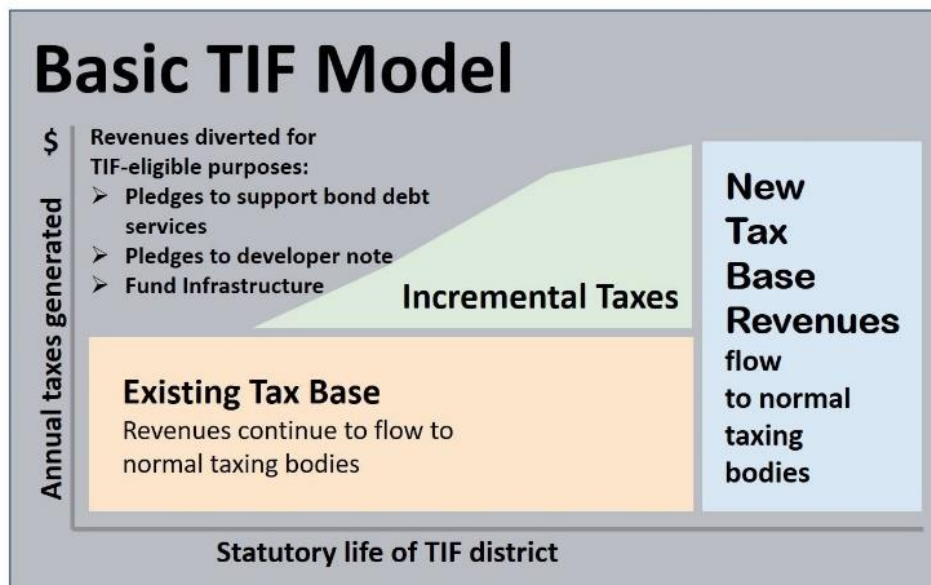 Basic TIF Model
$
Annual taxes generated
Revenues diverted for
TIF-eligible purposes:
➢ Pledges to support bond debt
services
➢ Pledges to developer note
➢ Fund Infrastructure
Incremental Taxes
Existing Tax Base
Revenues continue to flow to
normal taxing bodies
New
Tax
Base
Revenues
flow
to normal
taxing
bodies
Statutory life of TIF district